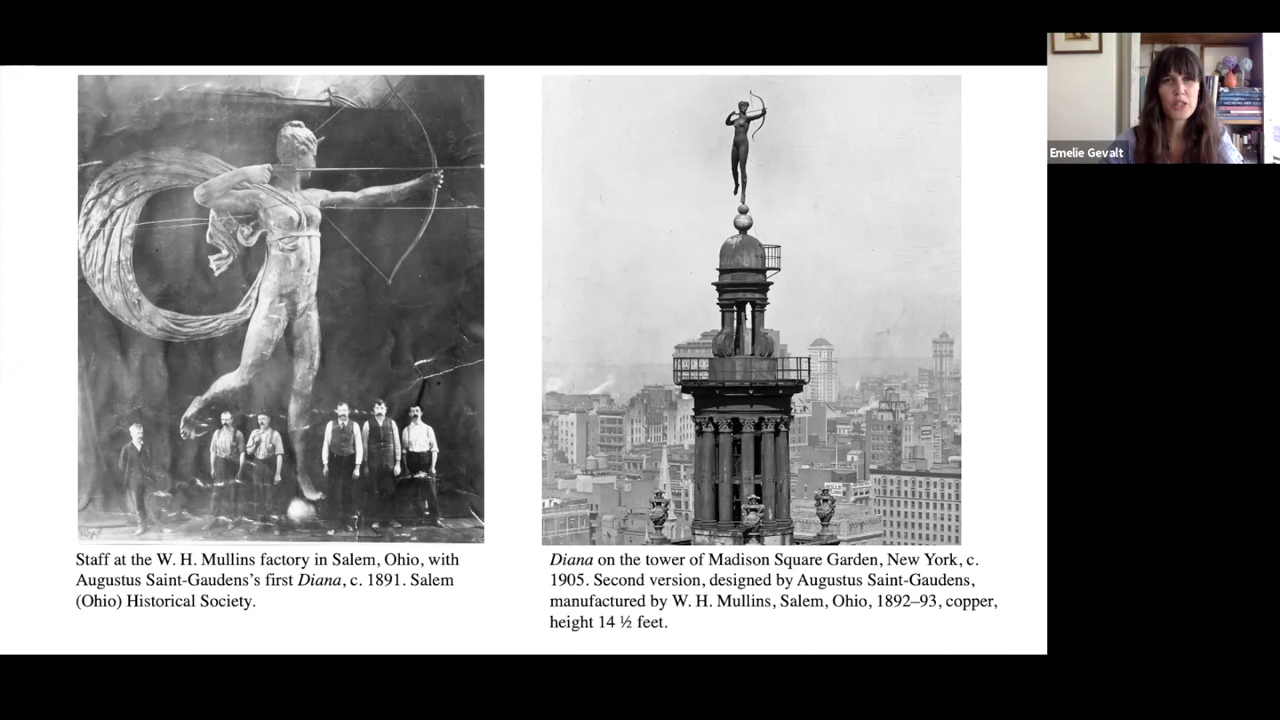 Emelie Gevalt
Staff at the W. H. Mullins factory in Salem, Ohio, with
Augustus Saint-Gaudens’s first Diana, c. 1891. Salem
(Ohio) Historical Society.
Diana on the tower of Madison Square Garden, New York, c.
1905. Second version, designed by Augustus Saint-Gaudens,
manufactured by W. H. Mullins, Salem, Ohio, 1892–93, copper,
height 14 ½ feet.